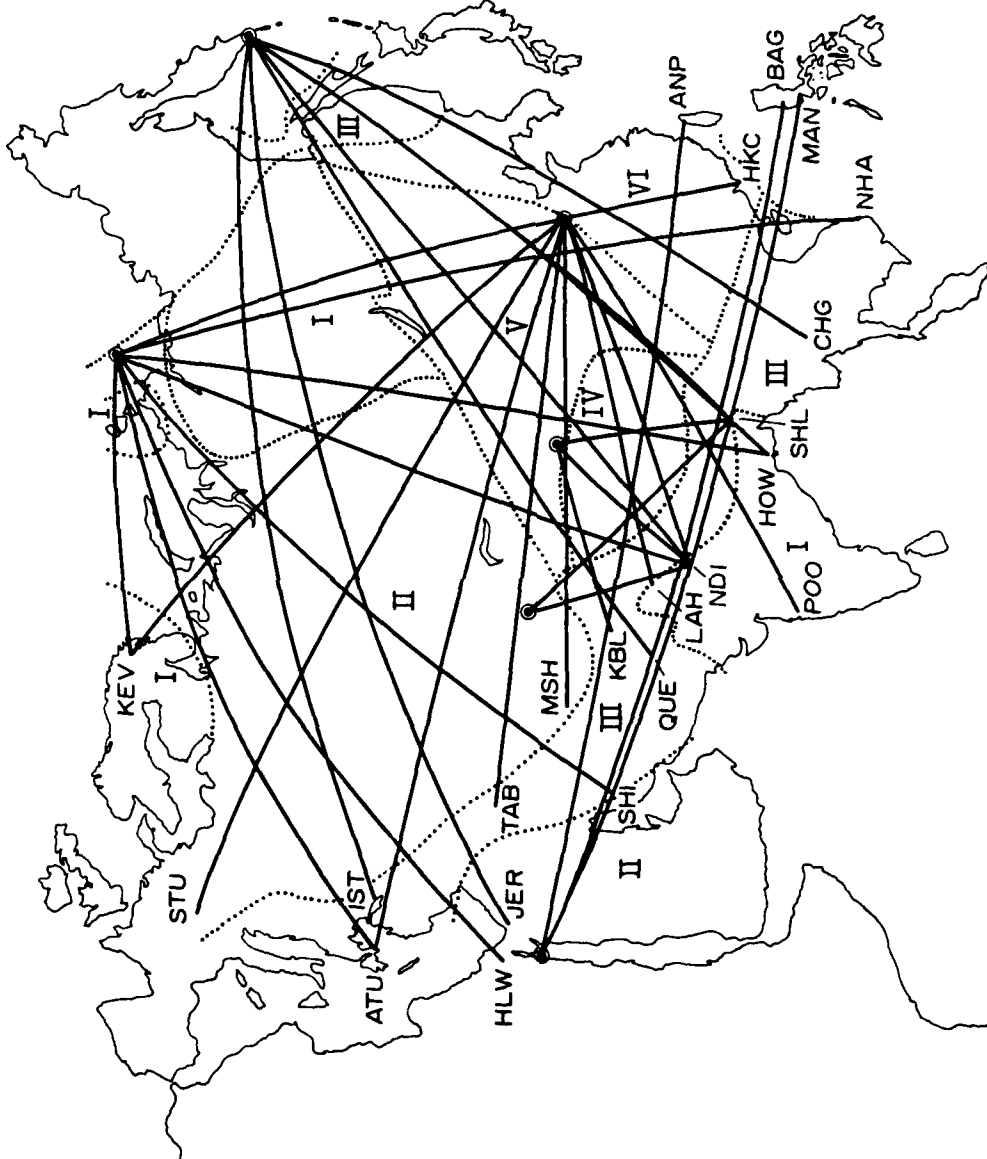 I
III
KEV
I
I
STU
II
V
VI
ANP
IV
IST
ATU
TAB
MSH
KBL
III
JER
HLW
SHI
QUE
LAH
NDI
HKC
BAG
MAN
NHA
CHG
III
SHL
HOW
I
POO
II